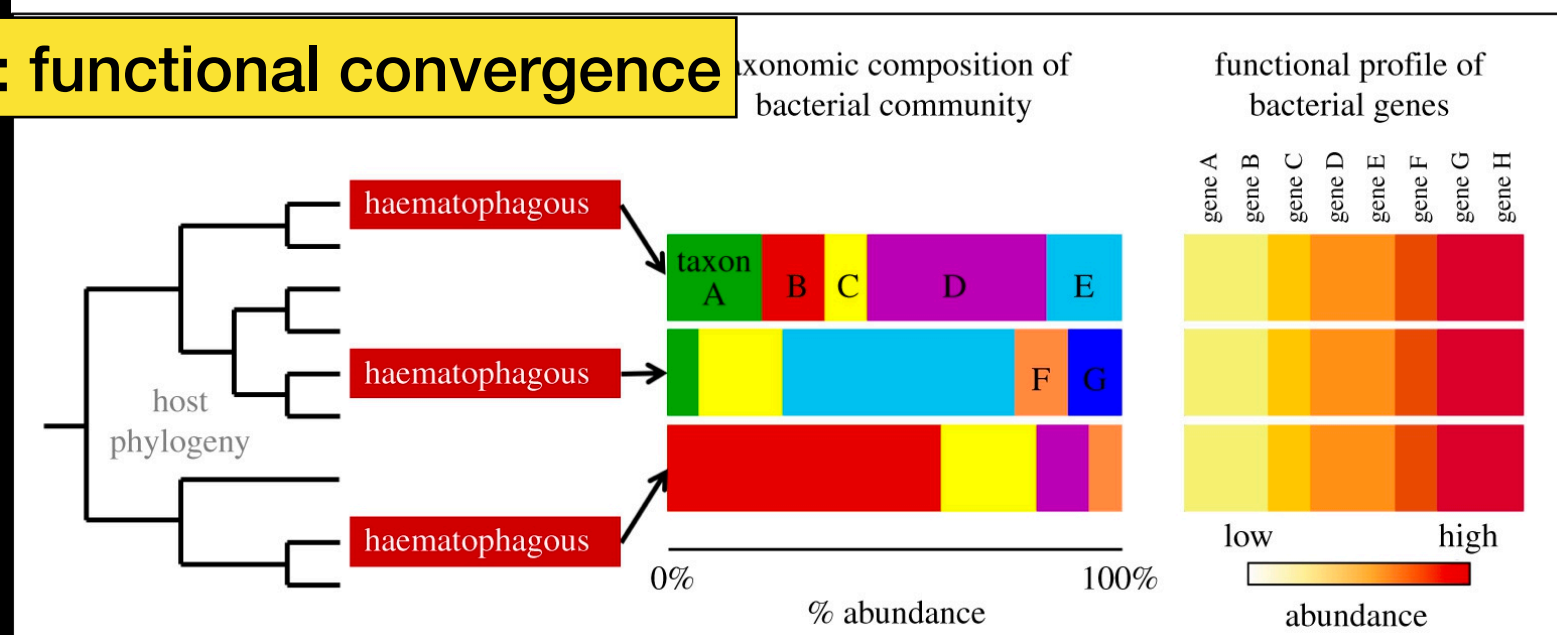 : functional convergence
axonomic composition of
bacterial community
functional profile of
bacterial genes
gene A
gene B
gene C
gene D
gene E
gene F
gene G
gene H
haematophagous
haematophagous
haematophagous
host
phylogeny
taxon
A
B
C
D
E
F
G
0%
100%
% abundance
low
high
abundance